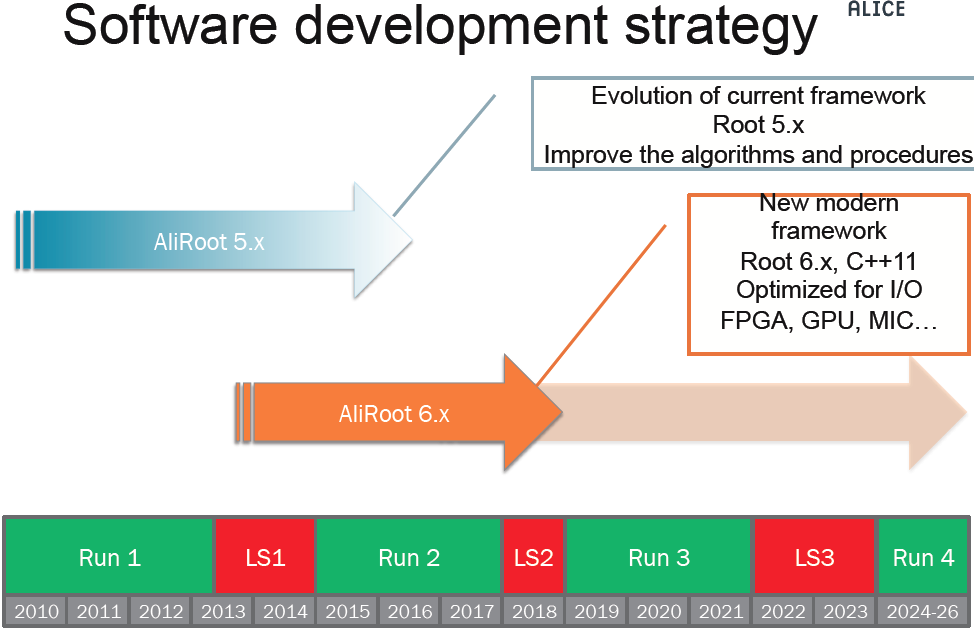 Software development strategy
ALICE
Evolution of current framework
Root 5.x
Improve the algorithms and procedures
AliRoot 5.x
New modern
framework
Root 6.x, C++11
Optimized for I/O
FPGA, GPU, MIC…
AliRoot 6.x
Run 1 LS1 Run 2 LS2 Run 3 LS3 Run 4
2010 2011 2012 2013 2014 2015 2016 2017 2018 2019 2020 2021 2022 2023 2024-26